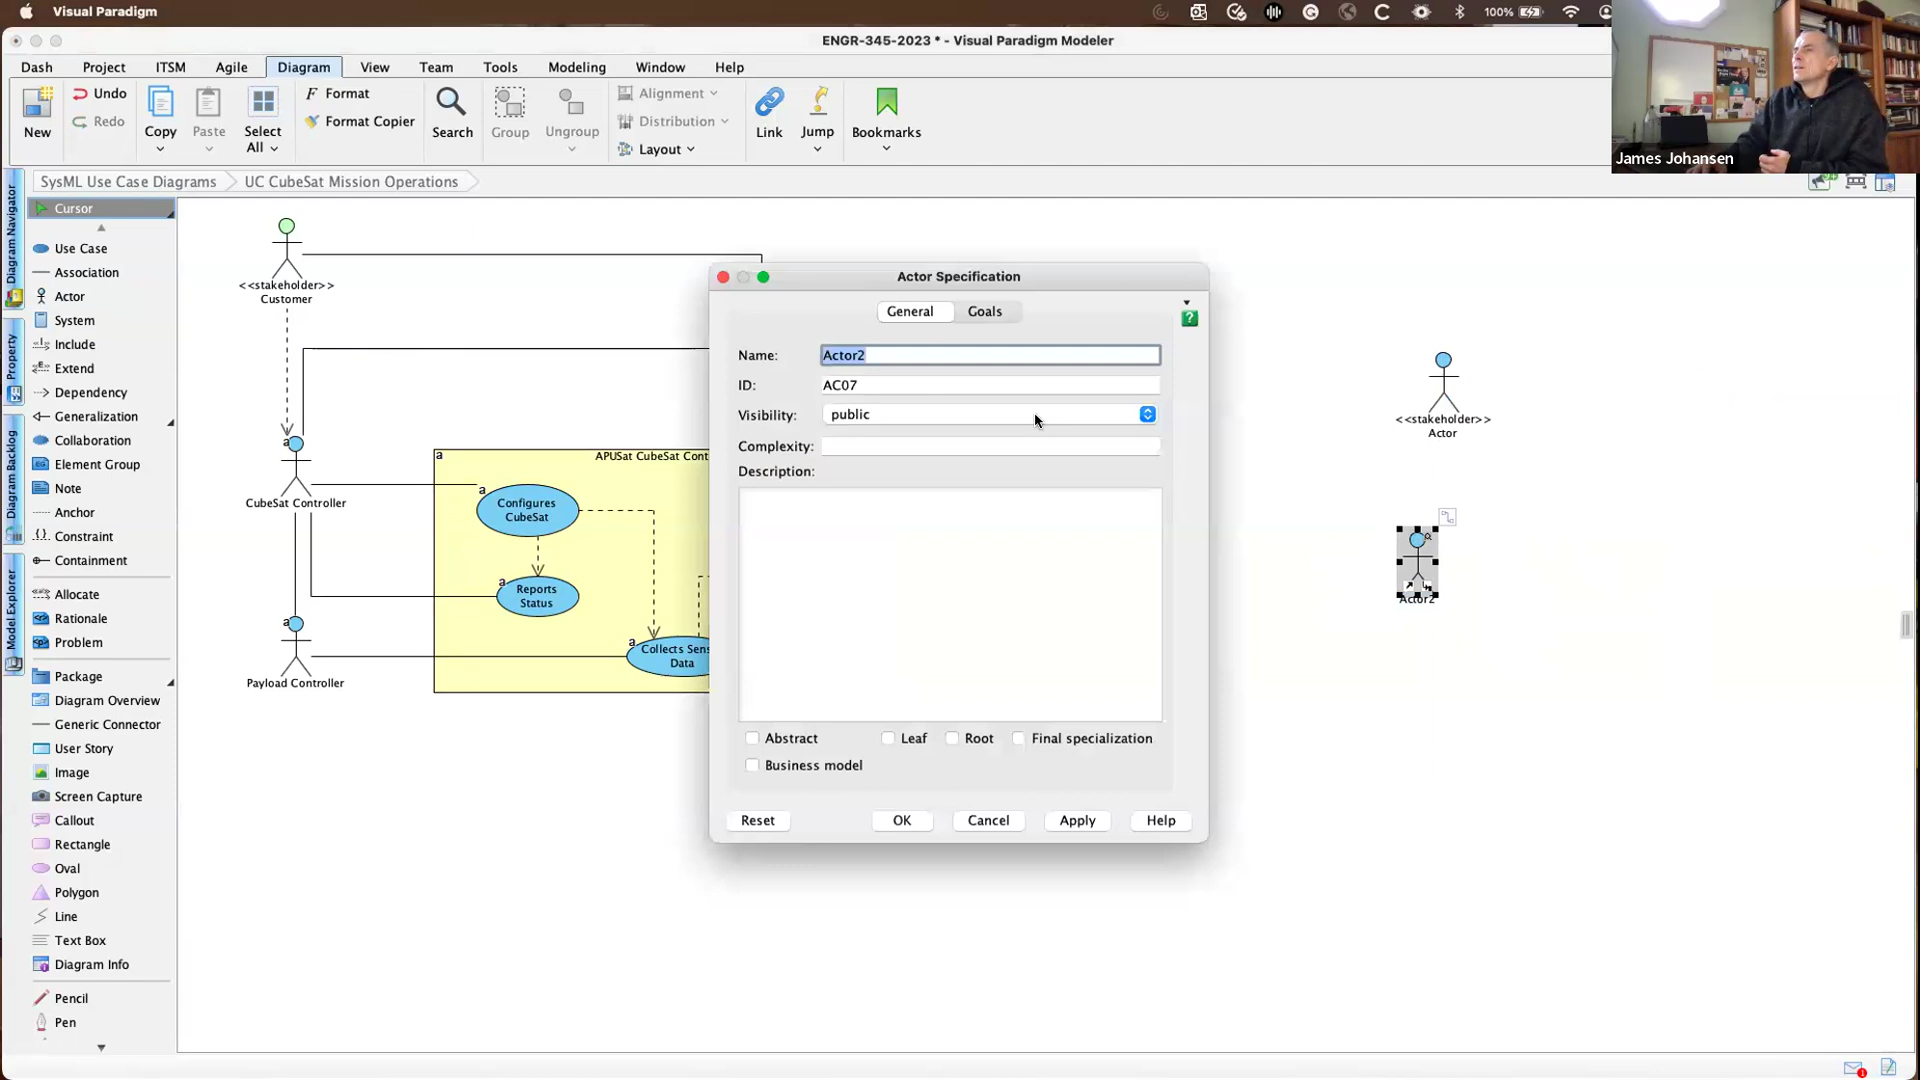 Visual Paradigm
100%
ENGR-345-2023 * - Visual Paradigm Modeler
Dash
Project
ITSM
Agile
Diagram
View
Team
Tools
Modeling
Window
Help
New
Undo
Redo
Copy
Paste
Select
All
Format
Format Copier
Search
Group
Ungroup
Alignment
Distribution
Layout
Link
Jump
Bookmarks
James Johansen
SysML Use Case Diagrams
UC CubeSat Mission Operations
Diagram Navigator
Property
Diagram Backlog
Model Explorer
Cursor
Use Case
Association
Actor
System
Include
Extend
Dependency
Generalization
Collaboration
Element Group
Note
Anchor
Constraint
Containment
Allocate
Rationale
Problem
Package
Diagram Overview
Generic Connector
User Story
Image
Screen Capture
Callout
Rectangle
Oval
Polygon
Line
Text Box
Diagram Info
Pencil
Pen
<<stakeholder>>
Customer
a
CubeSat Controller
a
Payload Controller
a
APUSat CubeSat Cont
a
Configures
CubeSat
a
Reports
Status
a
Collects Sens
Data
Actor Specification
General
Goals
?
Name:
Actor2
ID:
AC07
Visibility:
public
Complexity:
Description:
Abstract
Leaf
Root
Final specialization
Business model
Reset
OK
Cancel
Apply
Help
<<stakeholder>>
Actor
Actor2